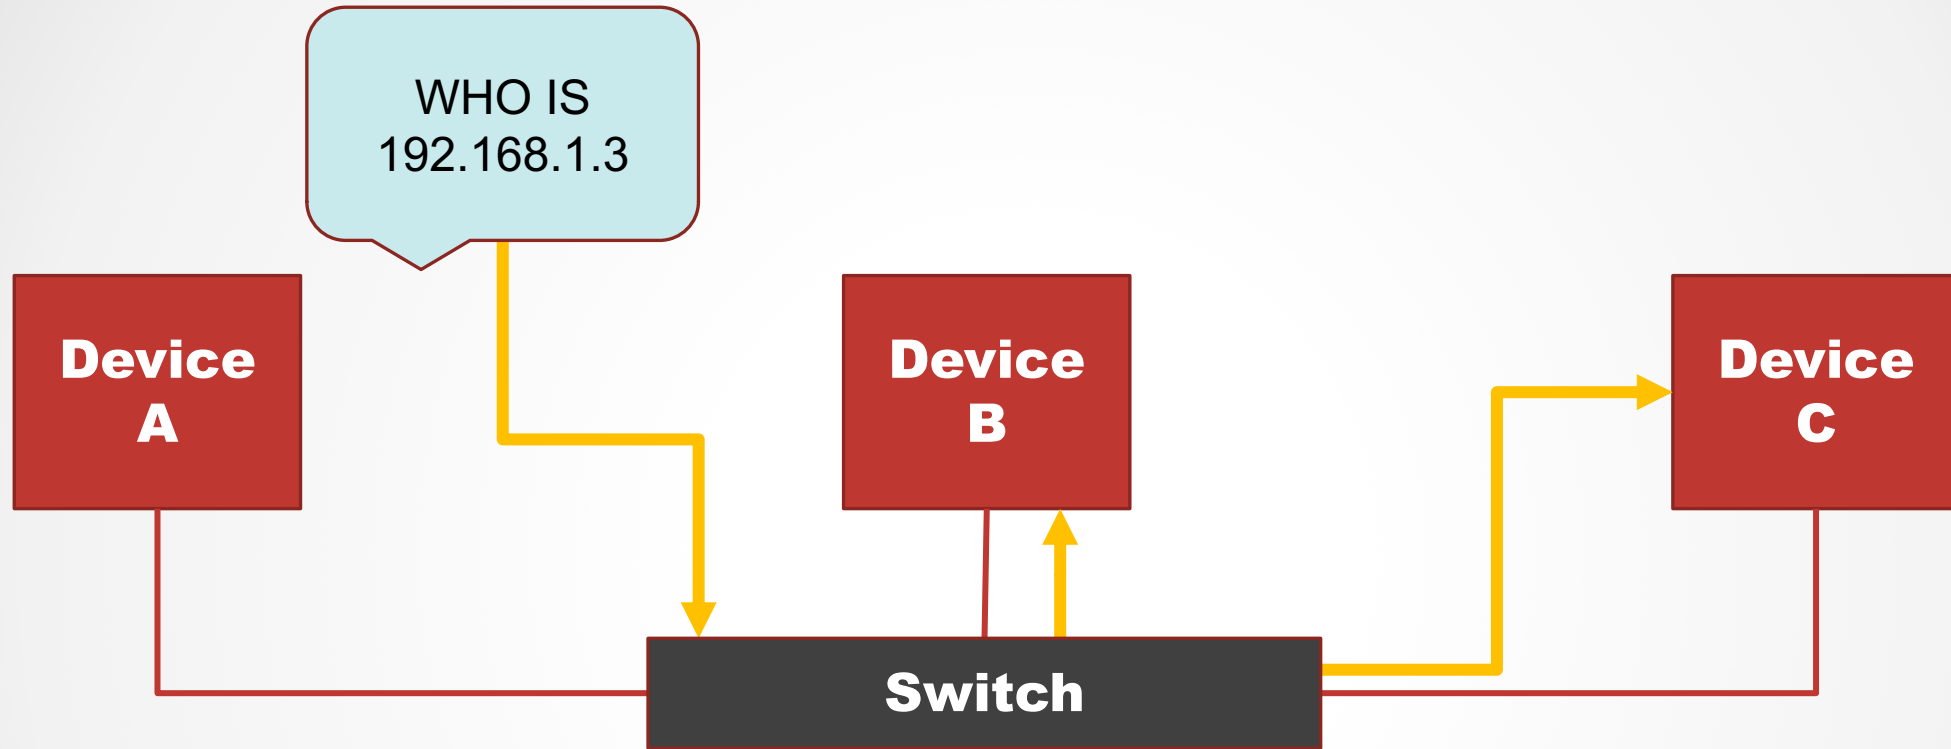 WHO IS
192.168.1.3
Device
A
Device
B
Device
C
Switch